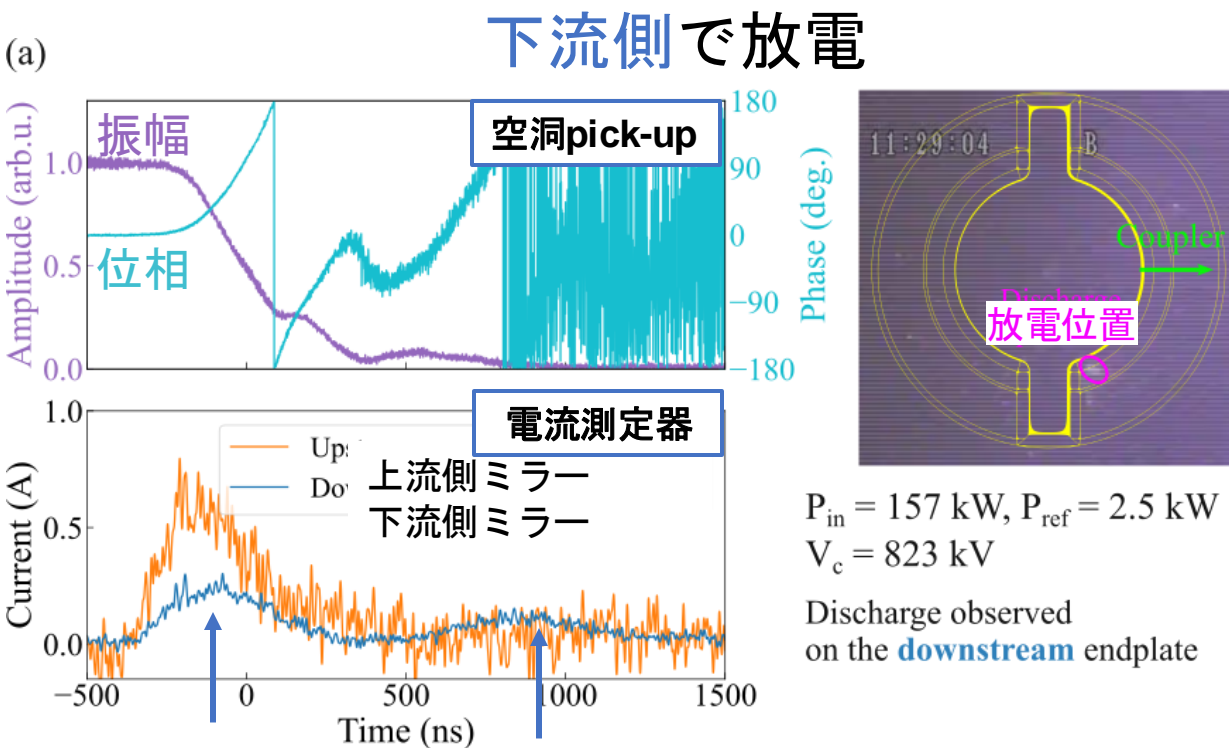 下流側で放電
(a)
振幅
位相
空洞pick-up
Amplitude (arb.u.)
1.0
0.5
0.0
Phase (deg.)
180
90
0
−90
−180
電流測定器
上流側ミラー
下流側ミラー
Current (A)
1.0
0.5
0.0
−500
0
500
1000
1500
Time (ns)
11:29:04
B
Coupler
放電位置
P_in = 157 kW, P_ref = 2.5 kW
V_c = 823 kV
Discharge observed
on the downstream endplate